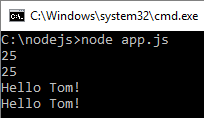 C:\Windows\system32\cmd.exe
C:\nodejs>node app.js
25
25
Hello Tom!
Hello Tom!